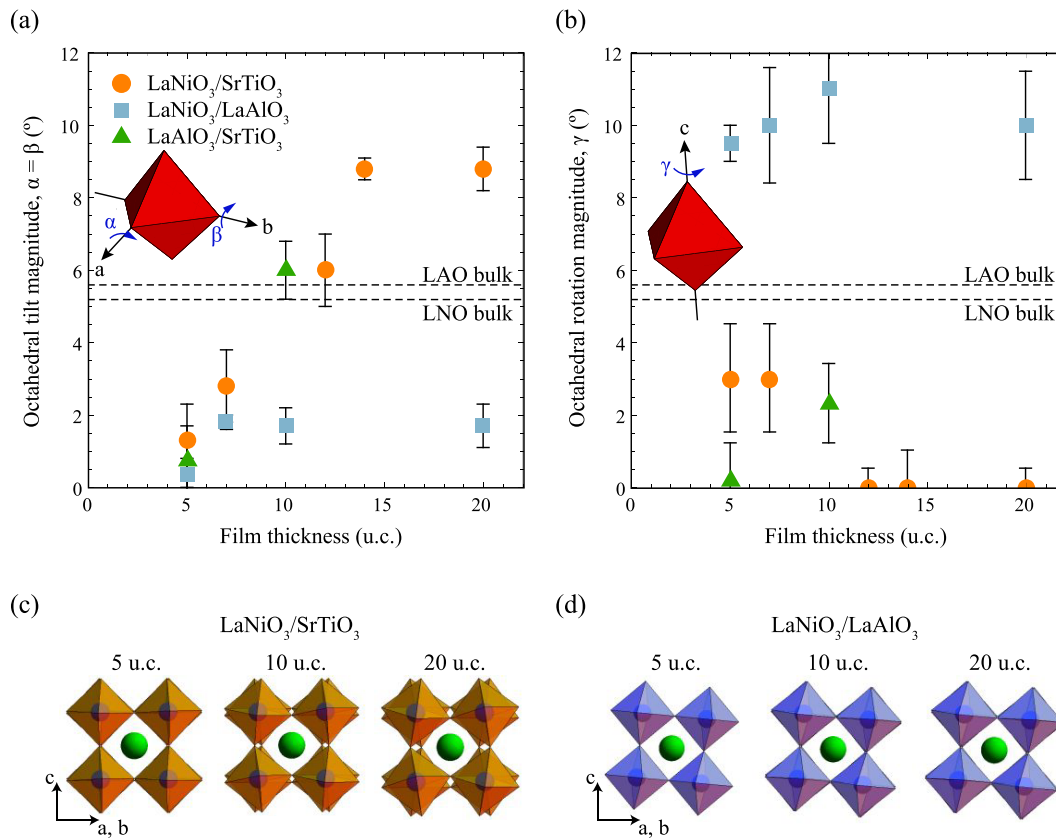 (a)
12
10
8
6
4
2
0
Octahedral tilt magnitude, α = β (º)
LaNiO₃/SrTiO₃
LaNiO₃/LaAlO₃
LaAlO₃/SrTiO₃
α
β
a
b
LAO bulk
LNO bulk
0 5 10 15 20
Film thickness (u.c.)
(b)
12
10
8
6
4
2
0
Octahedral rotation magnitude, γ (º)
c
γ
LAO bulk
LNO bulk
0 5 10 15 20
Film thickness (u.c.)
(c)
LaNiO₃/SrTiO₃
5 u.c. 10 u.c. 20 u.c.
c
a, b
(d)
LaNiO₃/LaAlO₃
5 u.c. 10 u.c. 20 u.c.
c
a, b